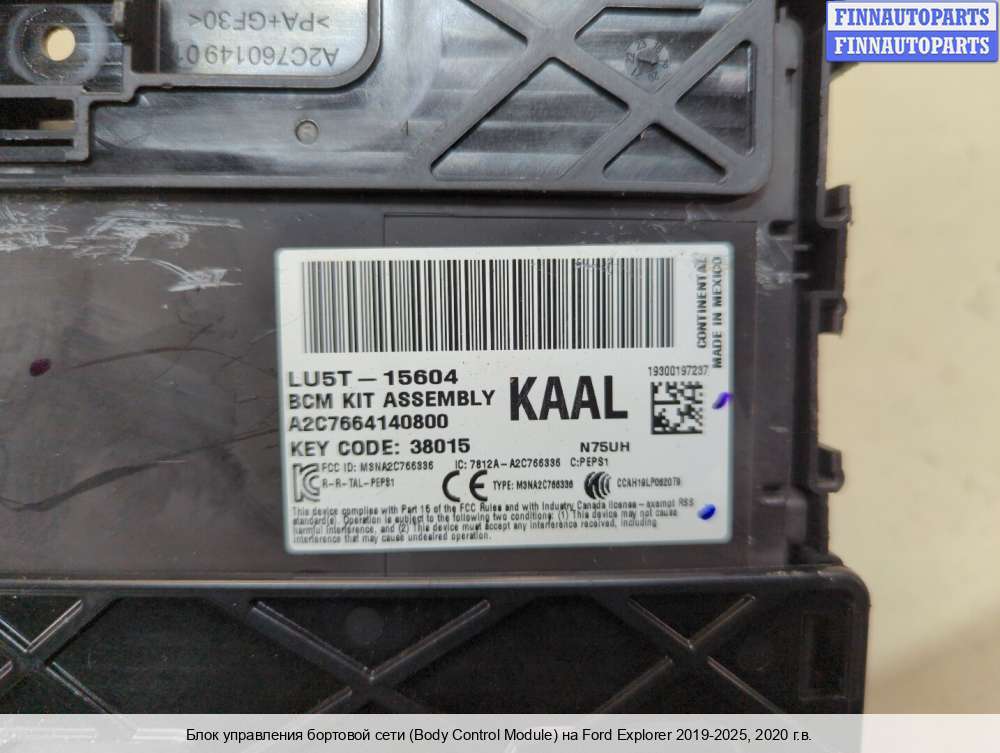 FINNAUTOPARTS
FINNAUTOPARTS
>PA+GF30<
A2C7601490
CONTINENTAL
MADE IN MEXICO
LU5T-15604
BCM KIT ASSEMBLY
KAAL
19300197237
A2C7664140800
KEY CODE: 38015
N75UH
FCC ID: M3NA2C766336 IC: 7812A-A2C766336 C:PEPS1
R-R-TAL-PEPS1
CE TYPE: M3NA2C766336
CCAH19LP0620T9
This device complies with Part 15 of the FCC Rules and with Industry Canada license-exempt RSS
standard(s). Operation is subject to the following two conditions: (1) This device may not cause
harmful interference, and (2) This device must accept any interference received, including
interference that may cause undesired operation.
Блок управления бортовой сети (Body Control Module) на Ford Explorer 2019-2025, 2020 г.в.